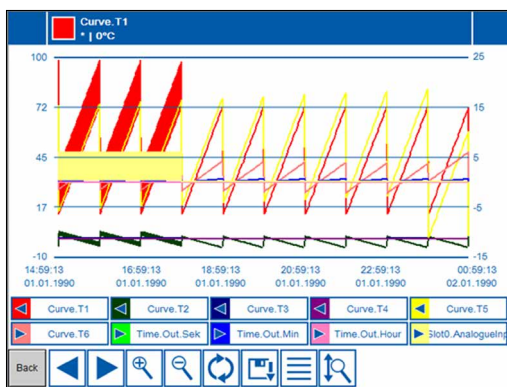 Curve.T1
* | 0°C
100 25
72 15
45 5
17 -5
-10 -15
14:59:13 16:59:13 18:59:13 20:59:13 22:59:13 00:59:13
01.01.1990 01.01.1990 01.01.1990 01.01.1990 01.01.1990 02.01.1990
Curve.T1 Curve.T2 Curve.T3 Curve.T4 Curve.T5
Curve.T6 Time.Out.Sek Time.Out.Min Time.Out.Hour Slot0.AnalogueInp
Back